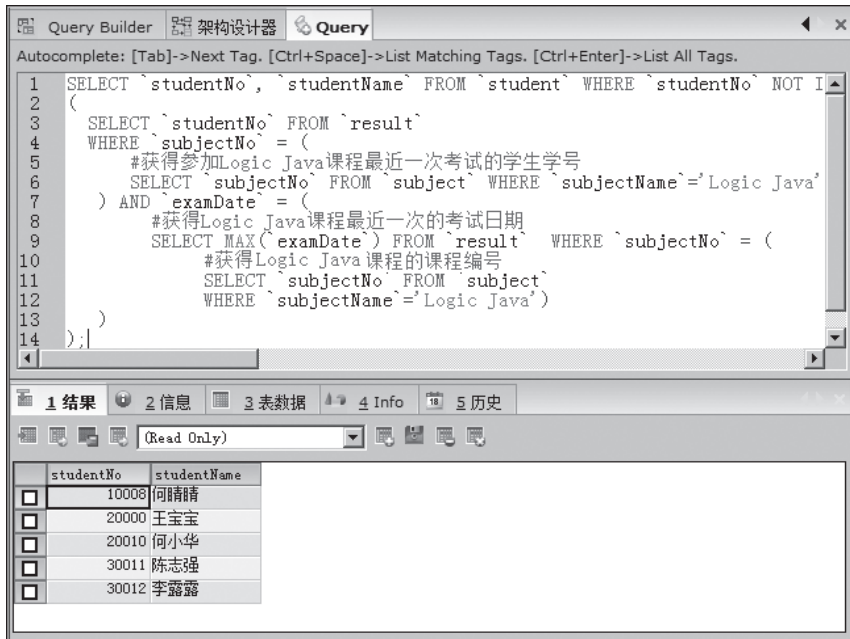 Query Builder 架构设计器 Query
Autocomplete: [Tab]->Next Tag. [Ctrl+Space]->List Matching Tags. [Ctrl+Enter]->List All Tags.
1 SELECT `studentNo`, `studentName` FROM `student` WHERE `studentNo` NOT I
2 (
3 SELECT `studentNo` FROM `result`
4 WHERE `subjectNo` = (
5 #获得参加Logic Java课程最近一次考试的学生学号
6 SELECT `subjectNo` FROM `subject` WHERE `subjectName`='Logic Java'
7 ) AND `examDate` = (
8 #获得Logic Java课程最近一次的考试日期
9 SELECT MAX(`examDate`) FROM `result` WHERE `subjectNo` = (
10 #获得Logic Java课程的课程编号
11 SELECT `subjectNo` FROM `subject`
12 WHERE `subjectName`='Logic Java')
13 )
14 );
1 结果 2 信息 3 表数据 4 Info 18 5 历史
(Read Only)
studentNo studentName
10008 何睛睛
20000 王宝宝
20010 何小华
30011 陈志强
30012 李露露